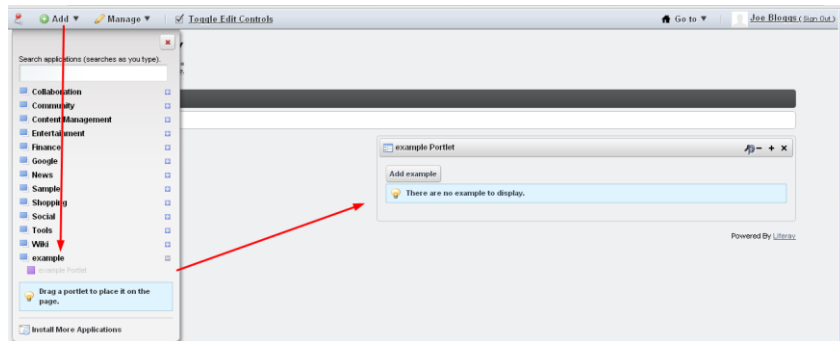 Add ▼ Manage ▼ Toggle Edit Controls Go to ▼ Joe Bloggs (Sign Out)
Search applications (searches as you type).
Collaboration
Community
Content Management
Entertainment
Finance
Google
News
Sample
Shopping
Social
Tools
Wiki
example
example Portlet
Drag a portlet to place it on the
page.
Install More Applications
example Portlet
Add example
There are no example to display.
Powered By Liferay